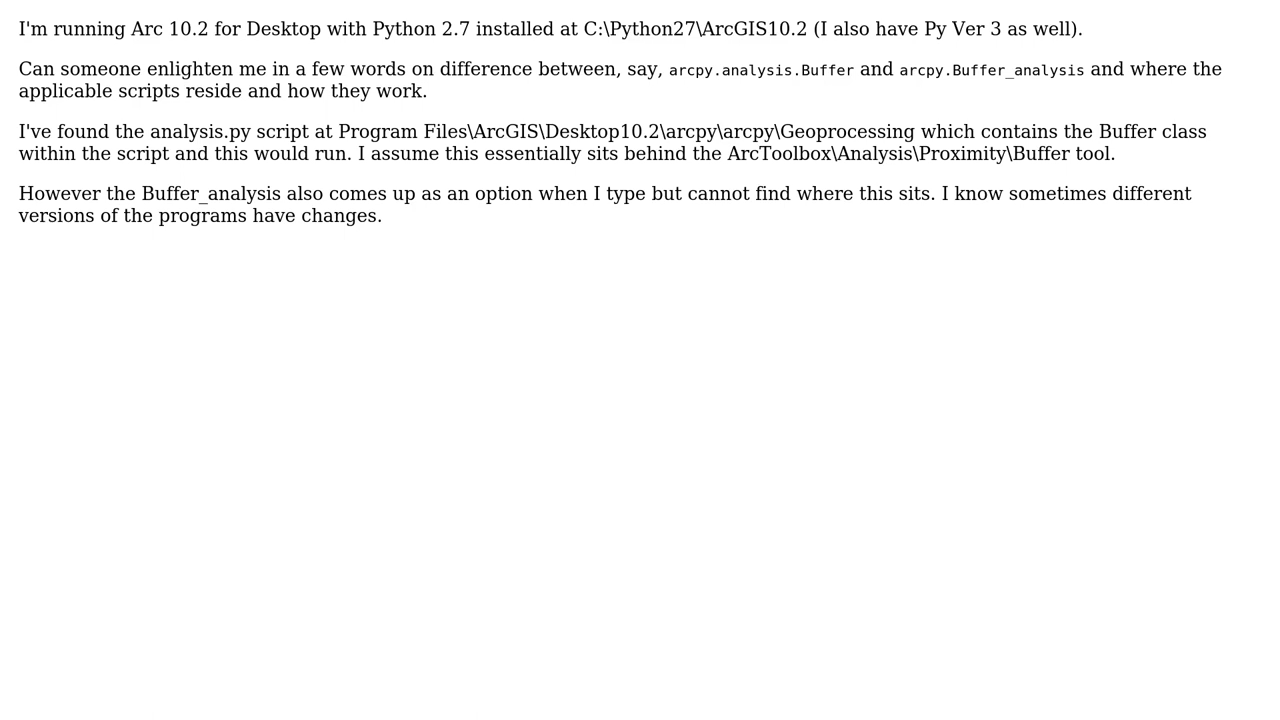 I'm running Arc 10.2 for Desktop with Python 2.7 installed at C:\Python27\ArcGIS10.2 (I also have Py Ver 3 as well).
Can someone enlighten me in a few words on difference between, say, arcpy.analysis.Buffer and arcpy.Buffer_analysis and where the
applicable scripts reside and how they work.
I've found the analysis.py script at Program Files\ArcGIS\Desktop10.2\arcpy\arcpy\Geoprocessing which contains the Buffer class
within the script and this would run. I assume this essentially sits behind the ArcToolbox\Analysis\Proximity\Buffer tool.
However the Buffer_analysis also comes up as an option when I type but cannot find where this sits. I know sometimes different
versions of the programs have changes.